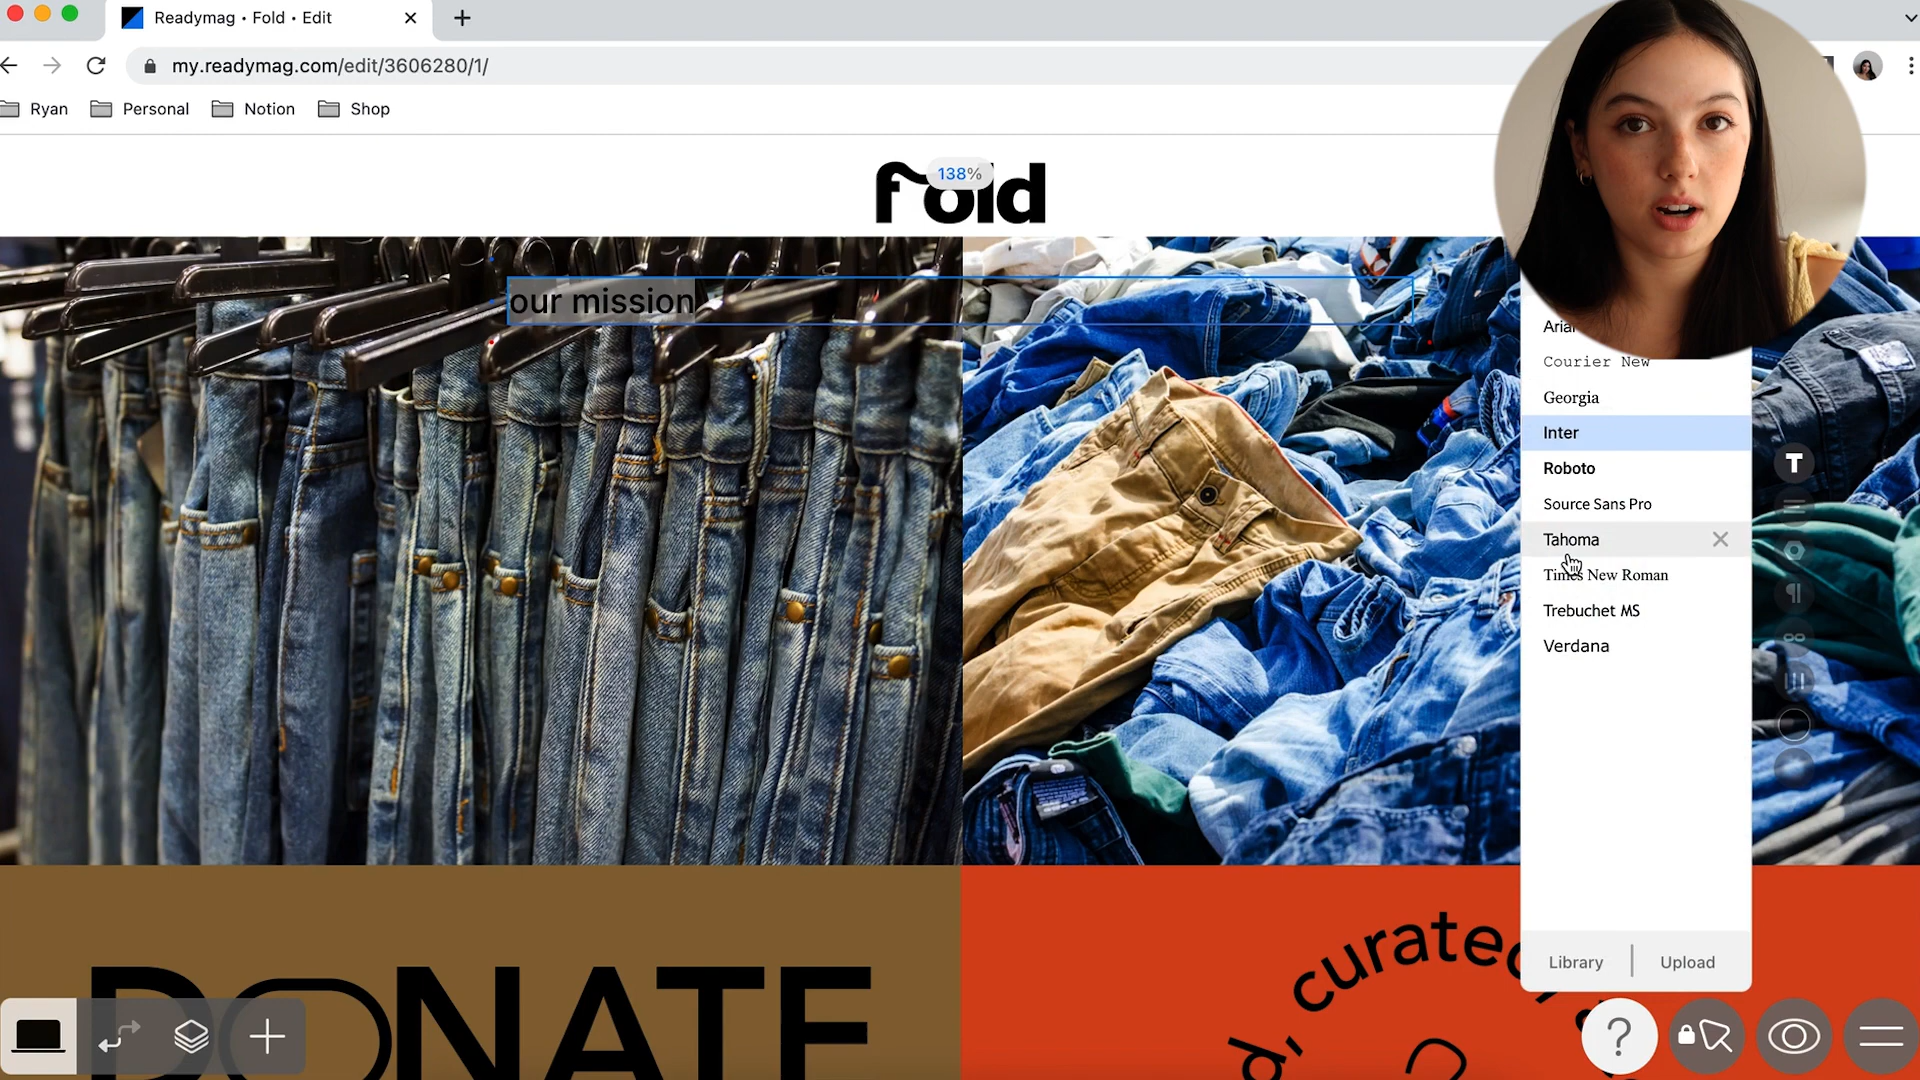 Readymag • Fold • Edit
my.readymag.com/edit/3606280/1/
Ryan
Personal
Notion
Shop
fold
138%
our mission
Courier New
Georgia
Inter
Roboto
Source Sans Pro
Tahoma
Times New Roman
Trebuchet MS
Verdana
Library
Upload
DONATE
d, curated